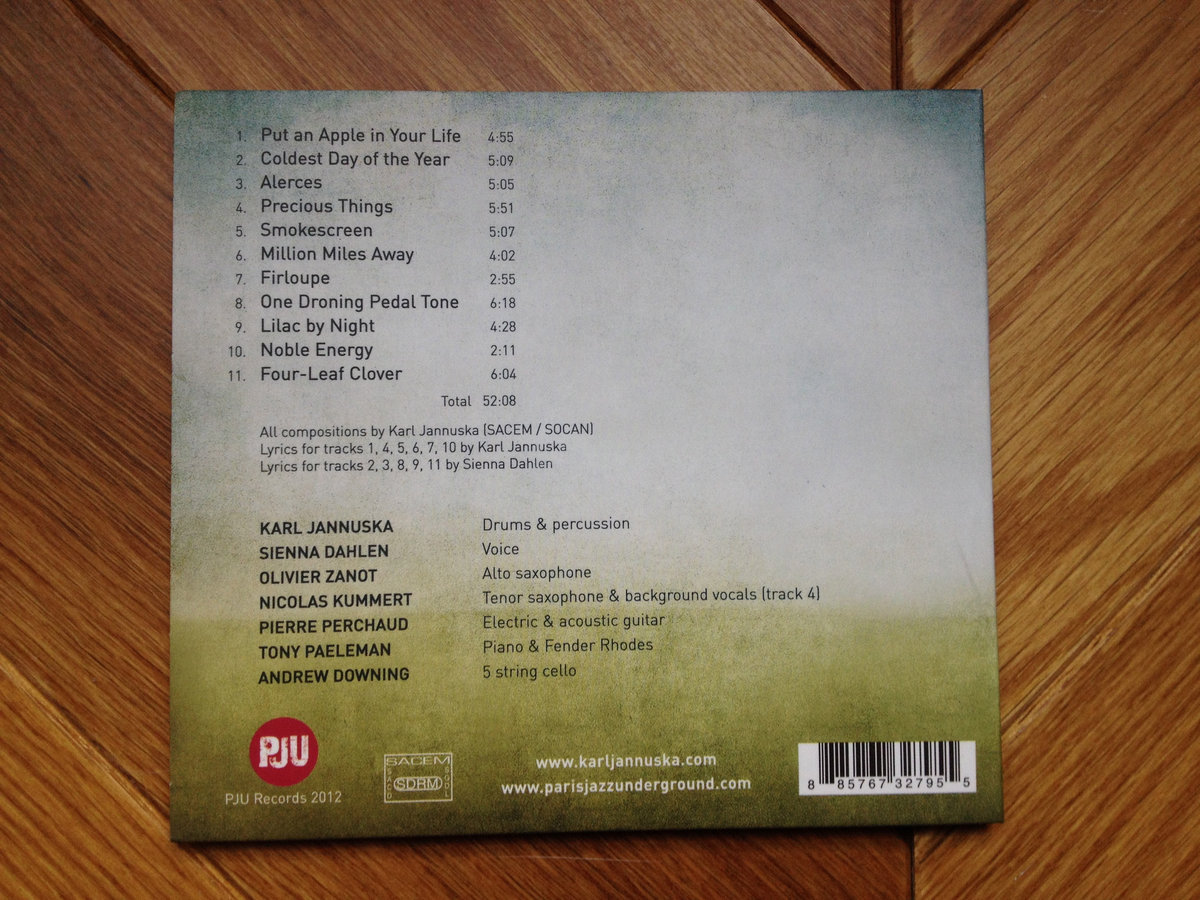 1. Put an Apple in Your Life 4:55
2. Coldest Day of the Year 5:09
3. Alerces 5:05
4. Precious Things 5:51
5. Smokescreen 5:07
6. Million Miles Away 4:02
7. Firloupe 2:55
8. One Droning Pedal Tone 6:18
9. Lilac by Night 4:28
10. Noble Energy 2:11
11. Four-Leaf Clover 6:04
Total 52:08
All compositions by Karl Jannuska (SACEM / SOCAN)
Lyrics for tracks 1, 4, 5, 6, 7, 10 by Karl Jannuska
Lyrics for tracks 2, 3, 8, 9, 11 by Sienna Dahlen
KARL JANNUSKA Drums & percussion
SIENNA DAHLEN Voice
OLIVIER ZANOT Alto saxophone
NICOLAS KUMMERT Tenor saxophone & background vocals (track 4)
PIERRE PERCHAUD Electric & acoustic guitar
TONY PAELEMAN Piano & Fender Rhodes
ANDREW DOWNING 5 string cello
PJU
PJU Records 2012
SACEM
SDRM
www.karljannuska.com
www.parisjazzunderground.com
8 85767 32795 5